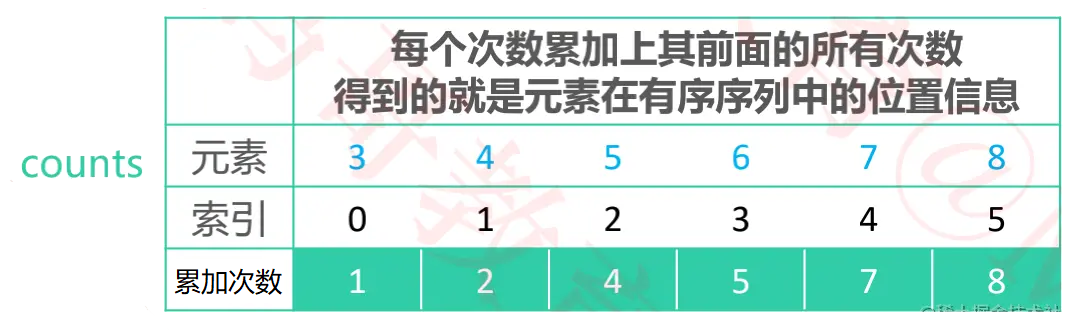 每个次数累加上其前面的所有次数
得到的就是元素在有序序列中的位置信息
counts
元素 3 4 5 6 7 8
索引 0 1 2 3 4 5
累加次数 1 2 4 5 7 8